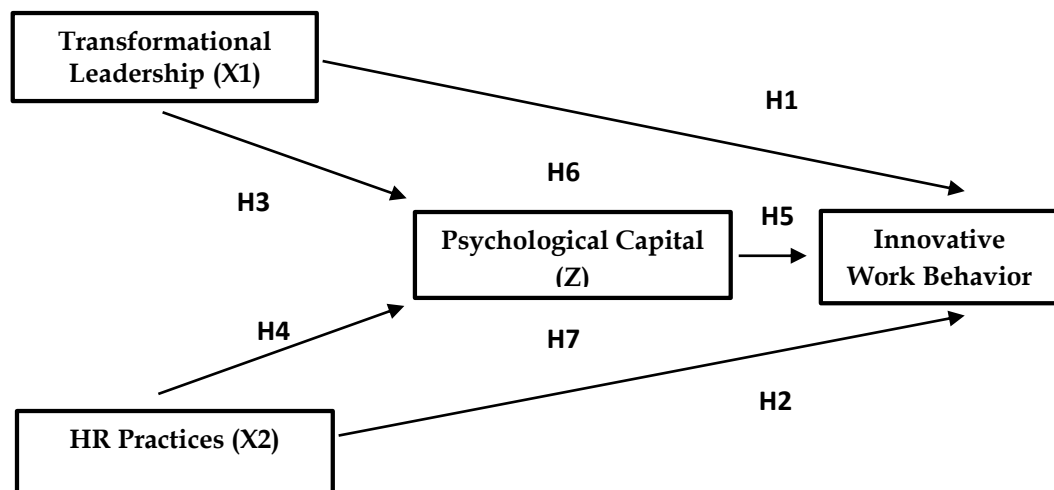 Transformational
Leadership (X1)
H1
H6
H3
Psychological Capital
(Z)
H5
Innovative
Work Behavior
H4
H7
H2
HR Practices (X2)